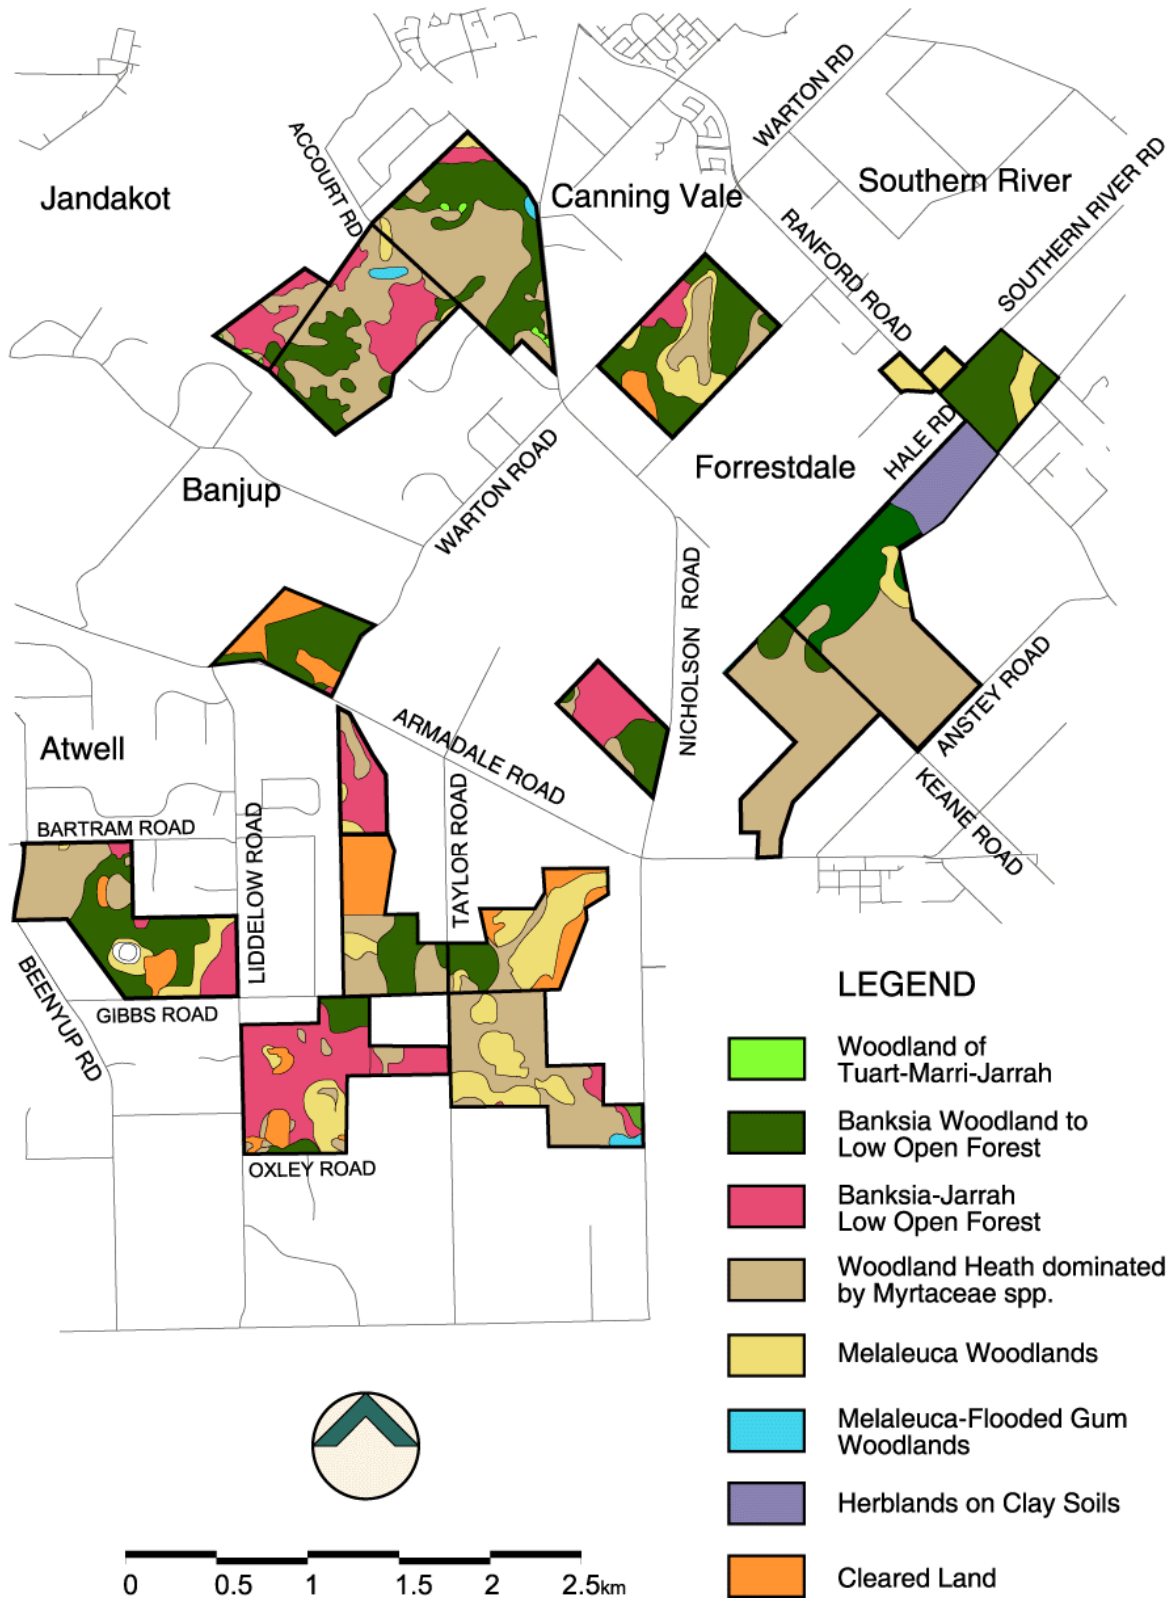 WARTON RD
Southern River
SOUTHERN RIVER RD
Jandakot
ACCOURT RD
Canning Vale
RANFORD ROAD
HALE RD
Forrestdale
Banjup
WARTON ROAD
NICHOLSON ROAD
ANSTEY ROAD
KEANE ROAD
ARMADALE ROAD
Atwell
TAYLOR ROAD
BARTRAM ROAD
LIDDELOW ROAD
BEENYUP RD
GIBBS ROAD
OXLEY ROAD
LEGEND
Woodland of
Tuart-Marri-Jarrah
Banksia Woodland to
Low Open Forest
Banksia-Jarrah
Low Open Forest
Woodland Heath dominated
by Myrtaceae spp.
Melaleuca Woodlands
Melaleuca-Flooded Gum
Woodlands
Herblands on Clay Soils
Cleared Land
0 0.5 1 1.5 2 2.5km